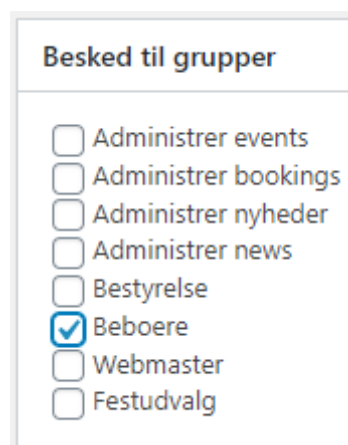 Besked til grupper
Administrer events
Administrer bookings
Administrer nyheder
Administrer news
Bestyrelse
Beboere
Webmaster
Festudvalg